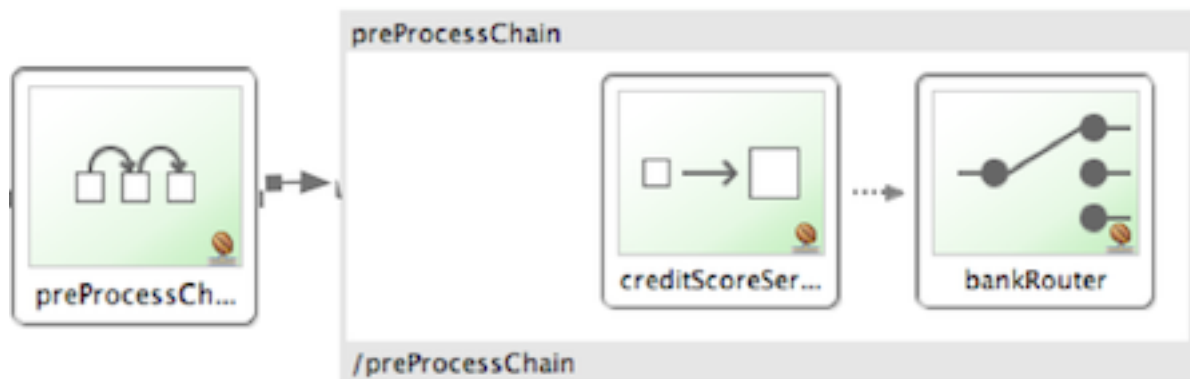 preProcessChain
preProcessCh...
creditScoreSer...
bankRouter
/preProcessChain